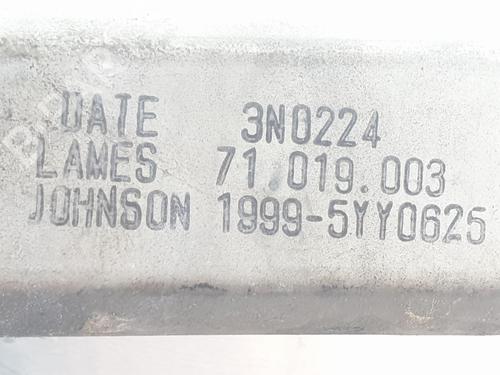 DATE 3N0224
LAMES 71.019.003
JOHNSON 1999-5YY0625